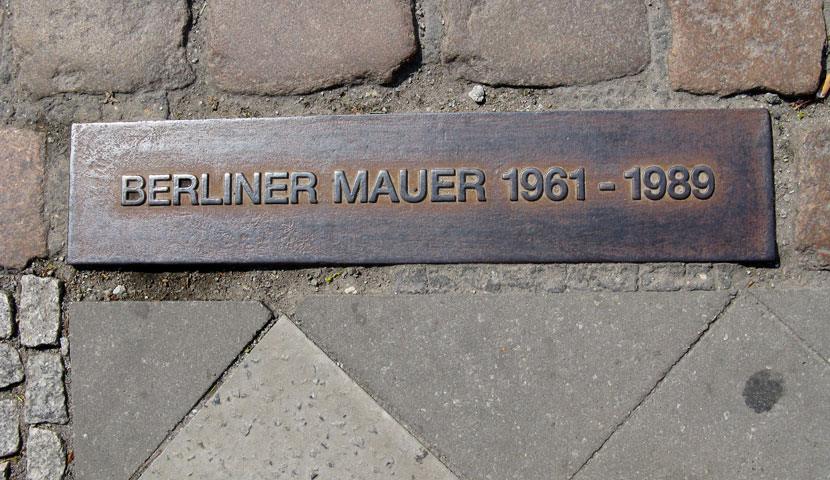 BERLINER MAUER 1961 - 1989